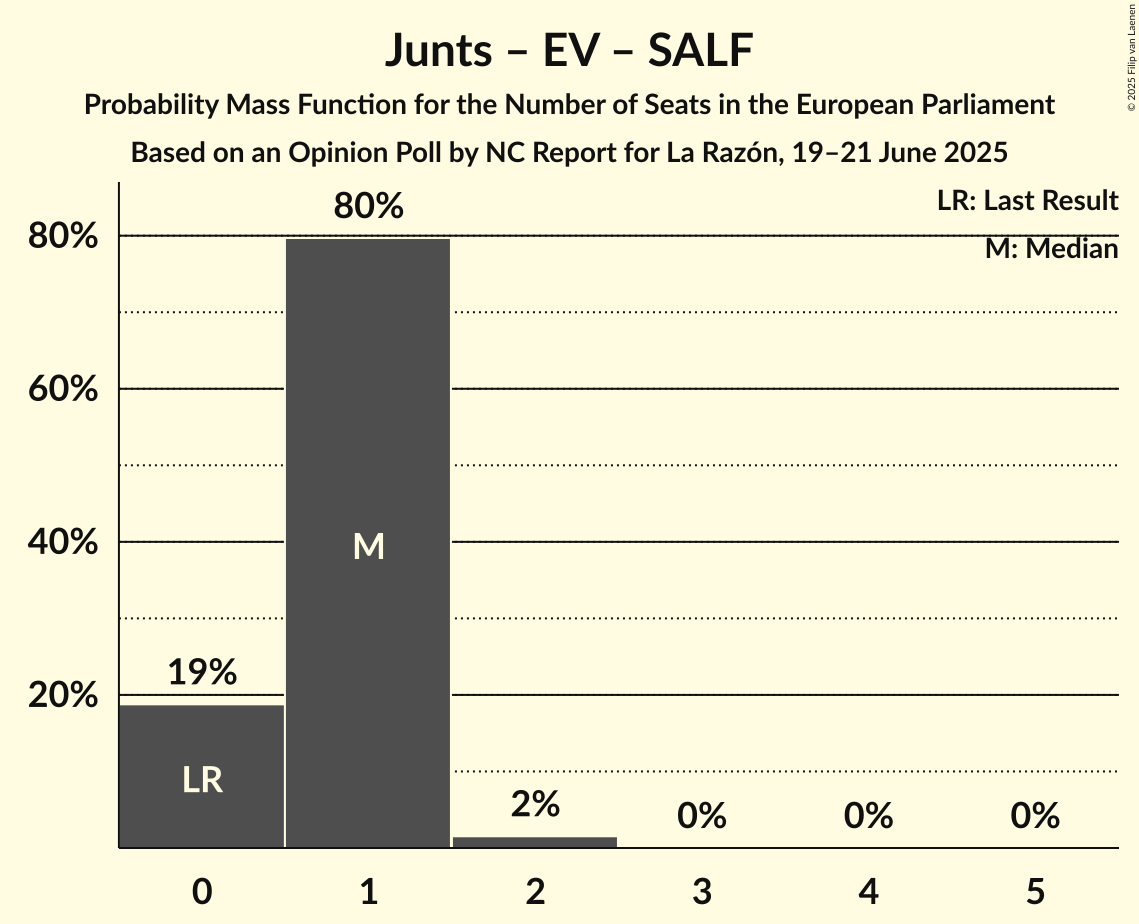 Junts – EV – SALF
Probability Mass Function for the Number of Seats in the European Parliament
Based on an Opinion Poll by NC Report for La Razón, 19–21 June 2025
© 2025 Filip van Laenen
LR: Last Result
M: Median
80%
60%
40%
20%
19%
80%
2%
0%
0%
0%
LR
M
0
1
2
3
4
5